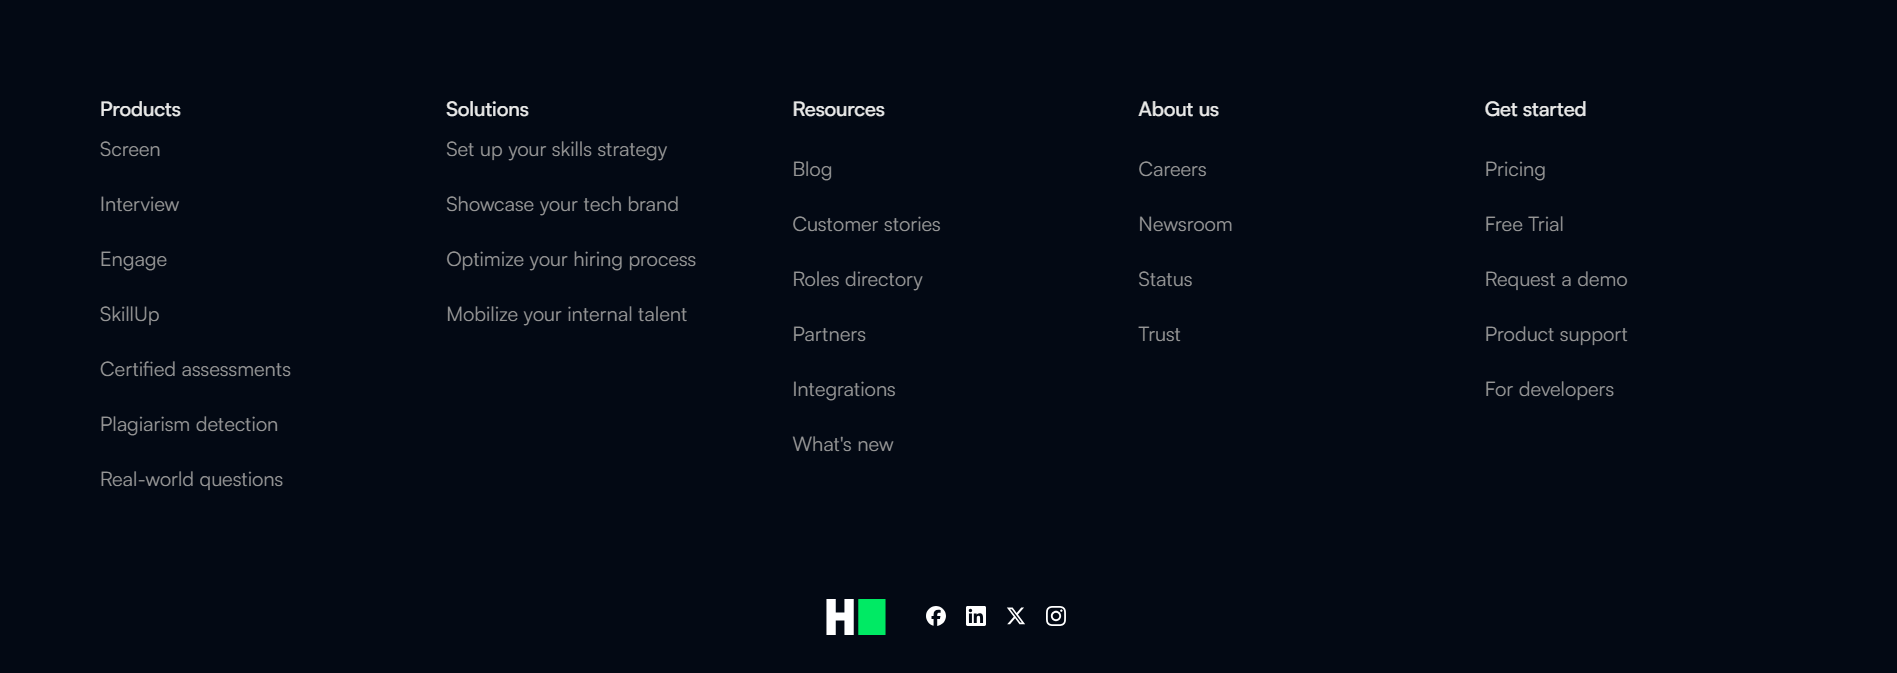 Products
Screen
Interview
Engage
SkillUp
Certified assessments
Plagiarism detection
Real-world questions
Solutions
Set up your skills strategy
Showcase your tech brand
Optimize your hiring process
Mobilize your internal talent
Resources
Blog
Customer stories
Roles directory
Partners
Integrations
What's new
About us
Careers
Newsroom
Status
Trust
Get started
Pricing
Free Trial
Request a demo
Product support
For developers
H